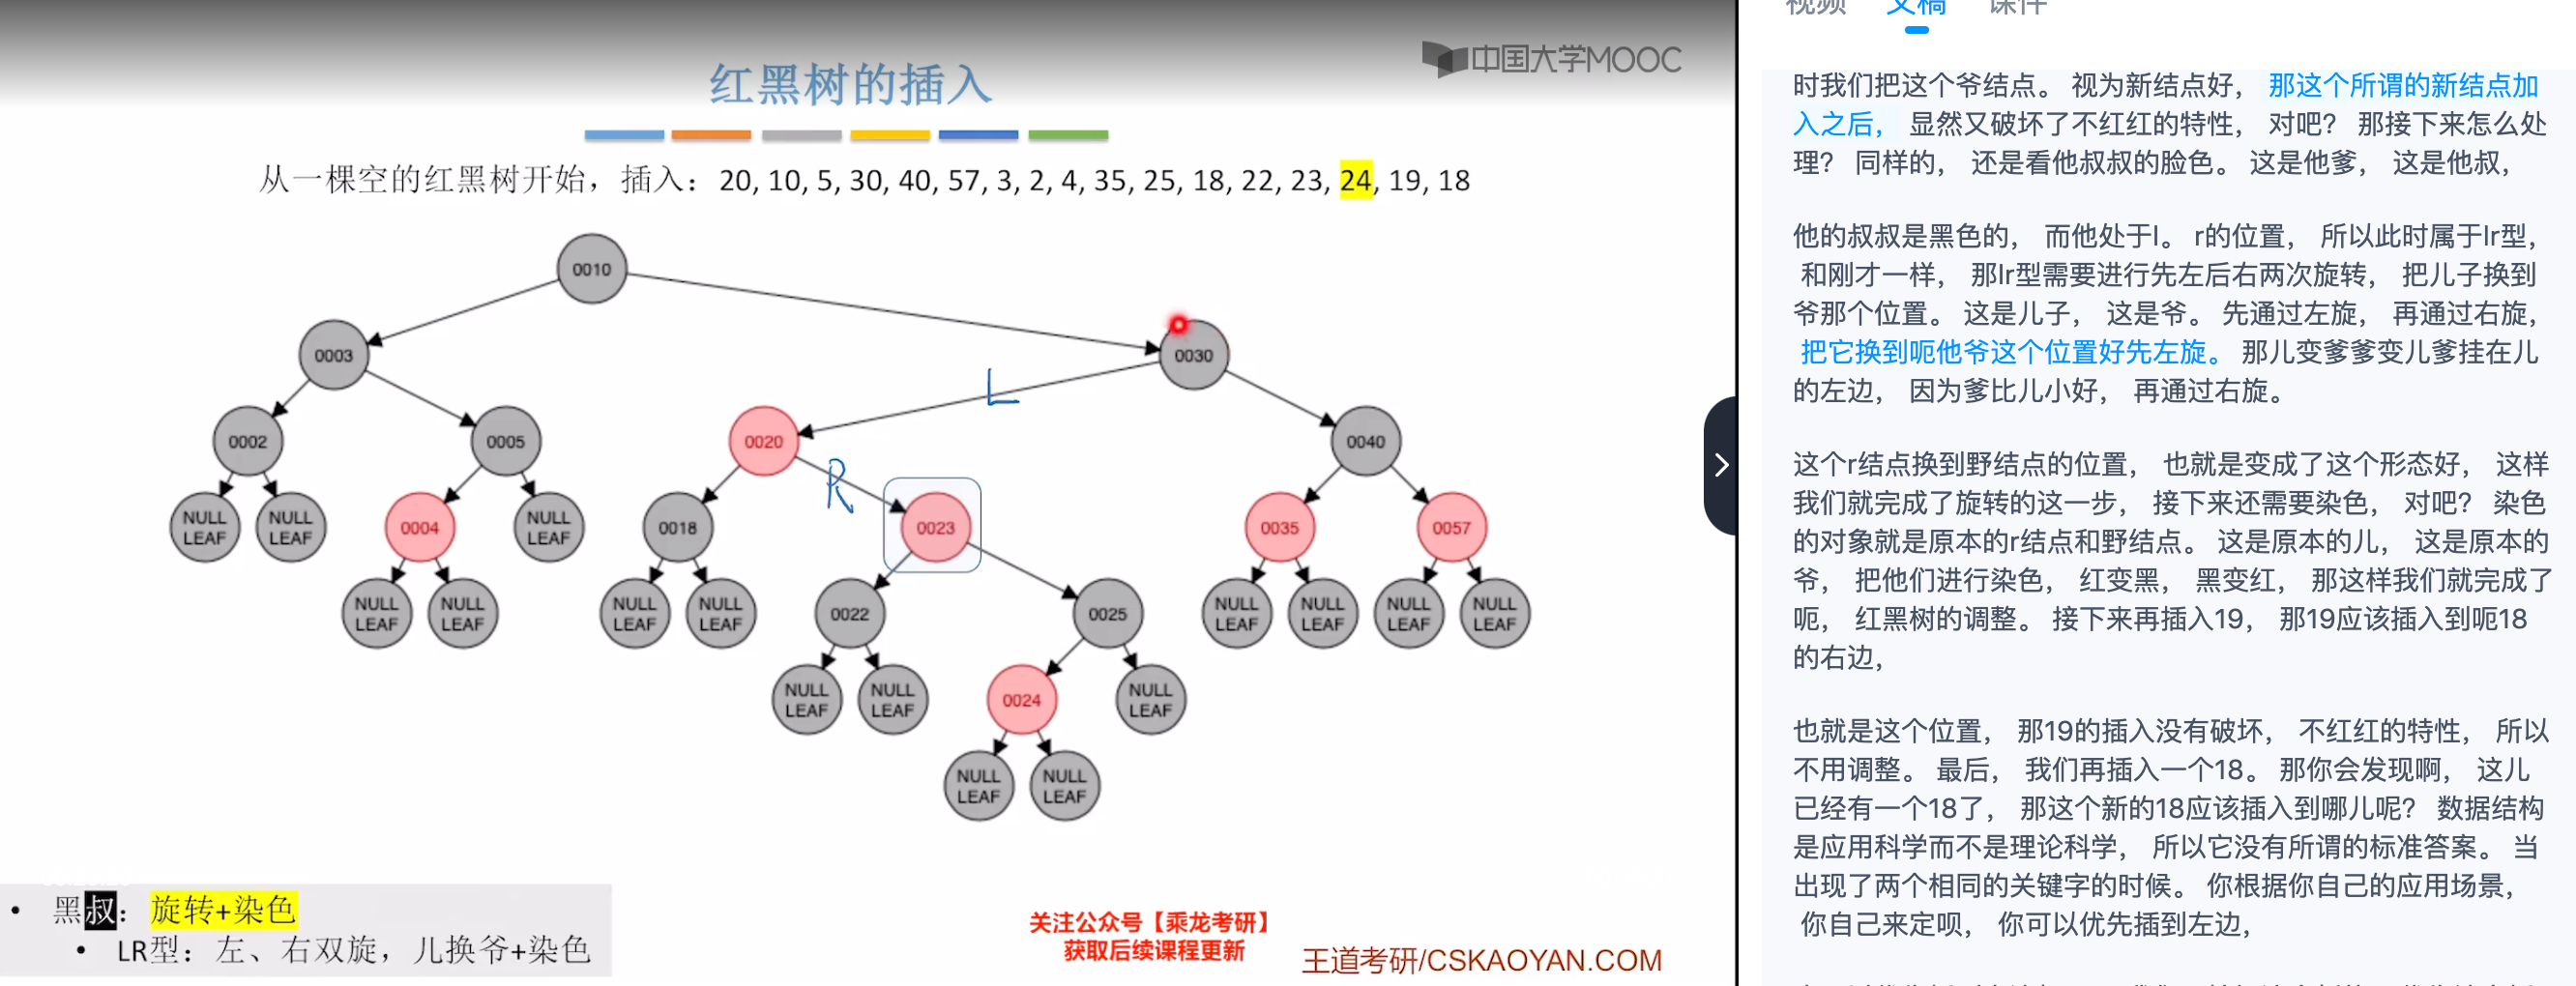 中国大学MOOC
红黑树的插入
从一棵空的红黑树开始，插入：20, 10, 5, 30, 40, 57, 3, 2, 4, 35, 25, 18, 22, 23, 24, 19, 18
0010
0003
0030
L
0002
0005
0020
0040
R
NULL LEAF
NULL LEAF
0004
NULL LEAF
0018
0023
0035
0057
NULL LEAF
NULL LEAF
NULL LEAF
NULL LEAF
0022
0025
NULL LEAF
NULL LEAF
NULL LEAF
NULL LEAF
NULL LEAF
NULL LEAF
0024
NULL LEAF
NULL LEAF
NULL LEAF
• 黑叔：旋转+染色
• LR型：左、右双旋，儿换爷+染色
关注公众号【乘龙考研】
获取后续课程更新
王道考研/CSKAOYAN.COM
视频 文稿 课件
时我们把这个爷结点。 视为新结点好， 那这个所谓的新结点加
入之后， 显然又破坏了不红红的特性， 对吧？ 那接下来怎么处
理？ 同样的， 还是看他叔叔的脸色。 这是他爹， 这是他叔，
他的叔叔是黑色的， 而他处于l。 r的位置， 所以此时属于lr型，
和刚才一样， 那lr型需要进行先左后右两次旋转， 把儿子换到
爷那个位置。 这是儿子， 这是爷。 先通过左旋， 再通过右旋，
把它换到呃他爷这个位置好先左旋。 那儿变爹爹变儿爹挂在儿
的左边， 因为爹比儿小好， 再通过右旋。
这个r结点换到野结点的位置， 也就是变成了这个形态好， 这样
我们就完成了旋转的这一步， 接下来还需要染色， 对吧？ 染色
的对象就是原本的r结点和野结点。 这是原本的儿， 这是原本的
爷， 把他们进行染色， 红变黑， 黑变红， 那这样我们就完成了
呃， 红黑树的调整。 接下来再插入19， 那19应该插入到呃18
的右边，
也就是这个位置， 那19的插入没有破坏， 不红红的特性， 所以
不用调整。 最后， 我们再插入一个18。 那你会发现啊， 这儿
已经有一个18了， 那这个新的18应该插入到哪儿呢？ 数据结构
是应用科学而不是理论科学， 所以它没有所谓的标准答案。 当
出现了两个相同的关键字的时候。 你根据你自己的应用场景，
你自己来定呗， 你可以优先插到左边，